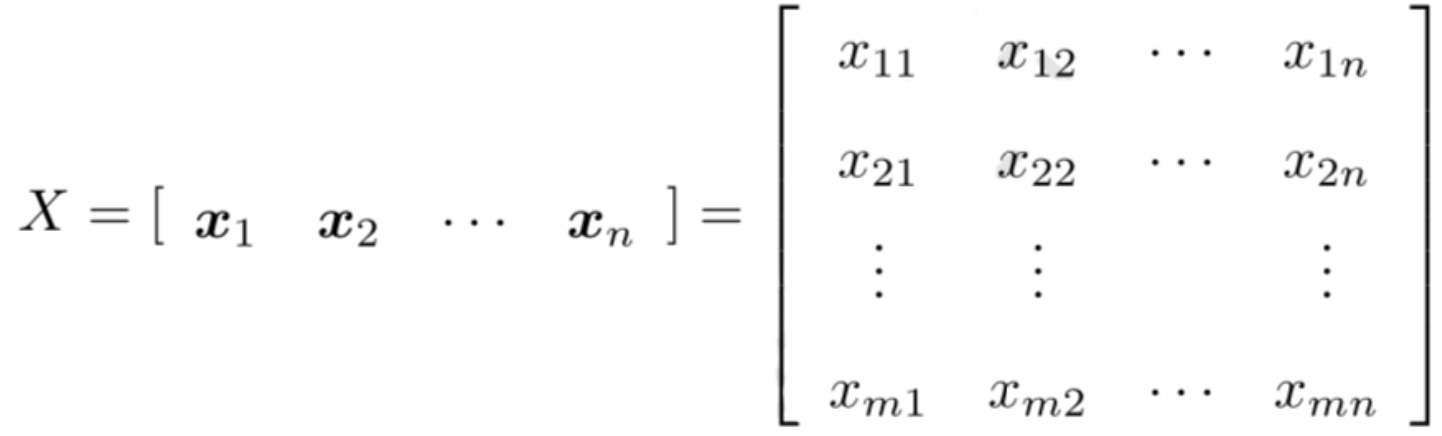 X = [ x₁ x₂ ⋯ xₙ ] = [ x₁₁ x₁₂ ⋯ x₁ₙ
x₂₁ x₂₂ ⋯ x₂ₙ
⋮ ⋮ ⋮
xₘ₁ xₘ₂ ⋯ xₘₙ ]